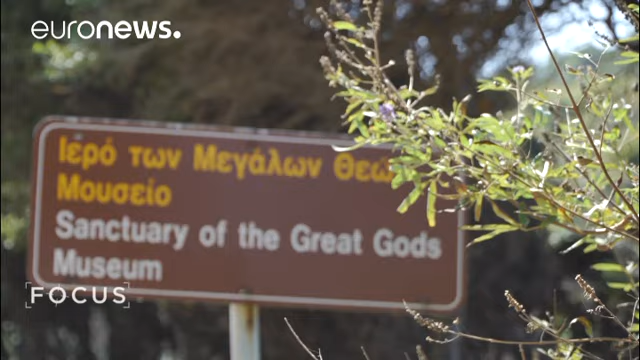 euronews.
Ιερό των Μεγάλων Θεώ
Μουσείο
Sanctuary of the Great Gods
Museum
FOCUS